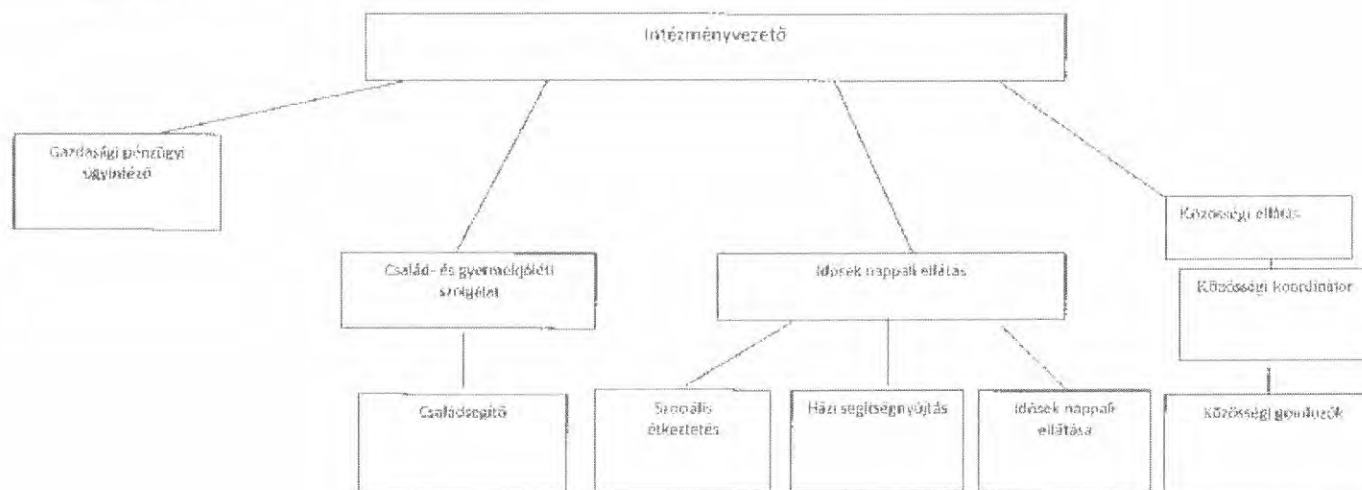 Intézményvezető
Gazdasági pénzügyi
ügyintéző
Közösségi ellátás
Család- és gyermekjóléti
szolgálat
Idősek nappali ellátás
Közösségi koordinátor
Családsegítő
Szociális
étkeztetés
Házi segítségnyújtás
Idősek nappali
ellátása
Közösségi gondozók